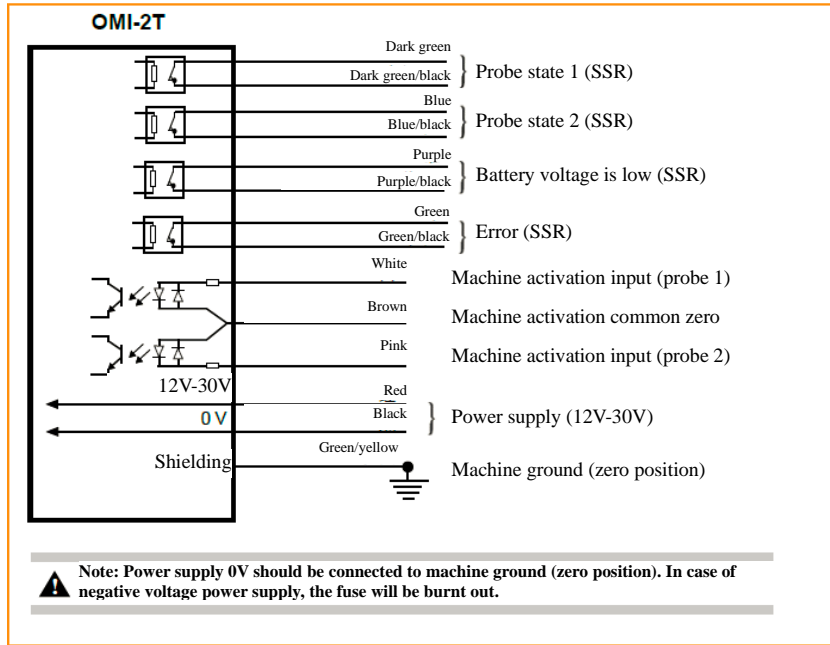 OMI-2T
Dark green
Dark green/black
Probe state 1 (SSR)
Blue
Blue/black
Probe state 2 (SSR)
Purple
Purple/black
Battery voltage is low (SSR)
Green
Green/black
Error (SSR)
White
Machine activation input (probe 1)
Brown
Machine activation common zero
Pink
Machine activation input (probe 2)
12V-30V
Red
0 V
Black
Power supply (12V-30V)
Green/yellow
Shielding
Machine ground (zero position)
Note: Power supply 0V should be connected to machine ground (zero position). In case of
negative voltage power supply, the fuse will be burnt out.